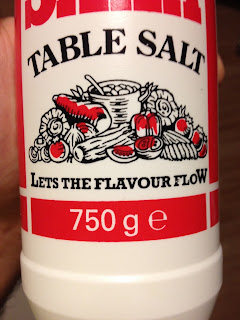 TABLE SALT
LETS THE FLAVOUR FLOW
750 g ℮